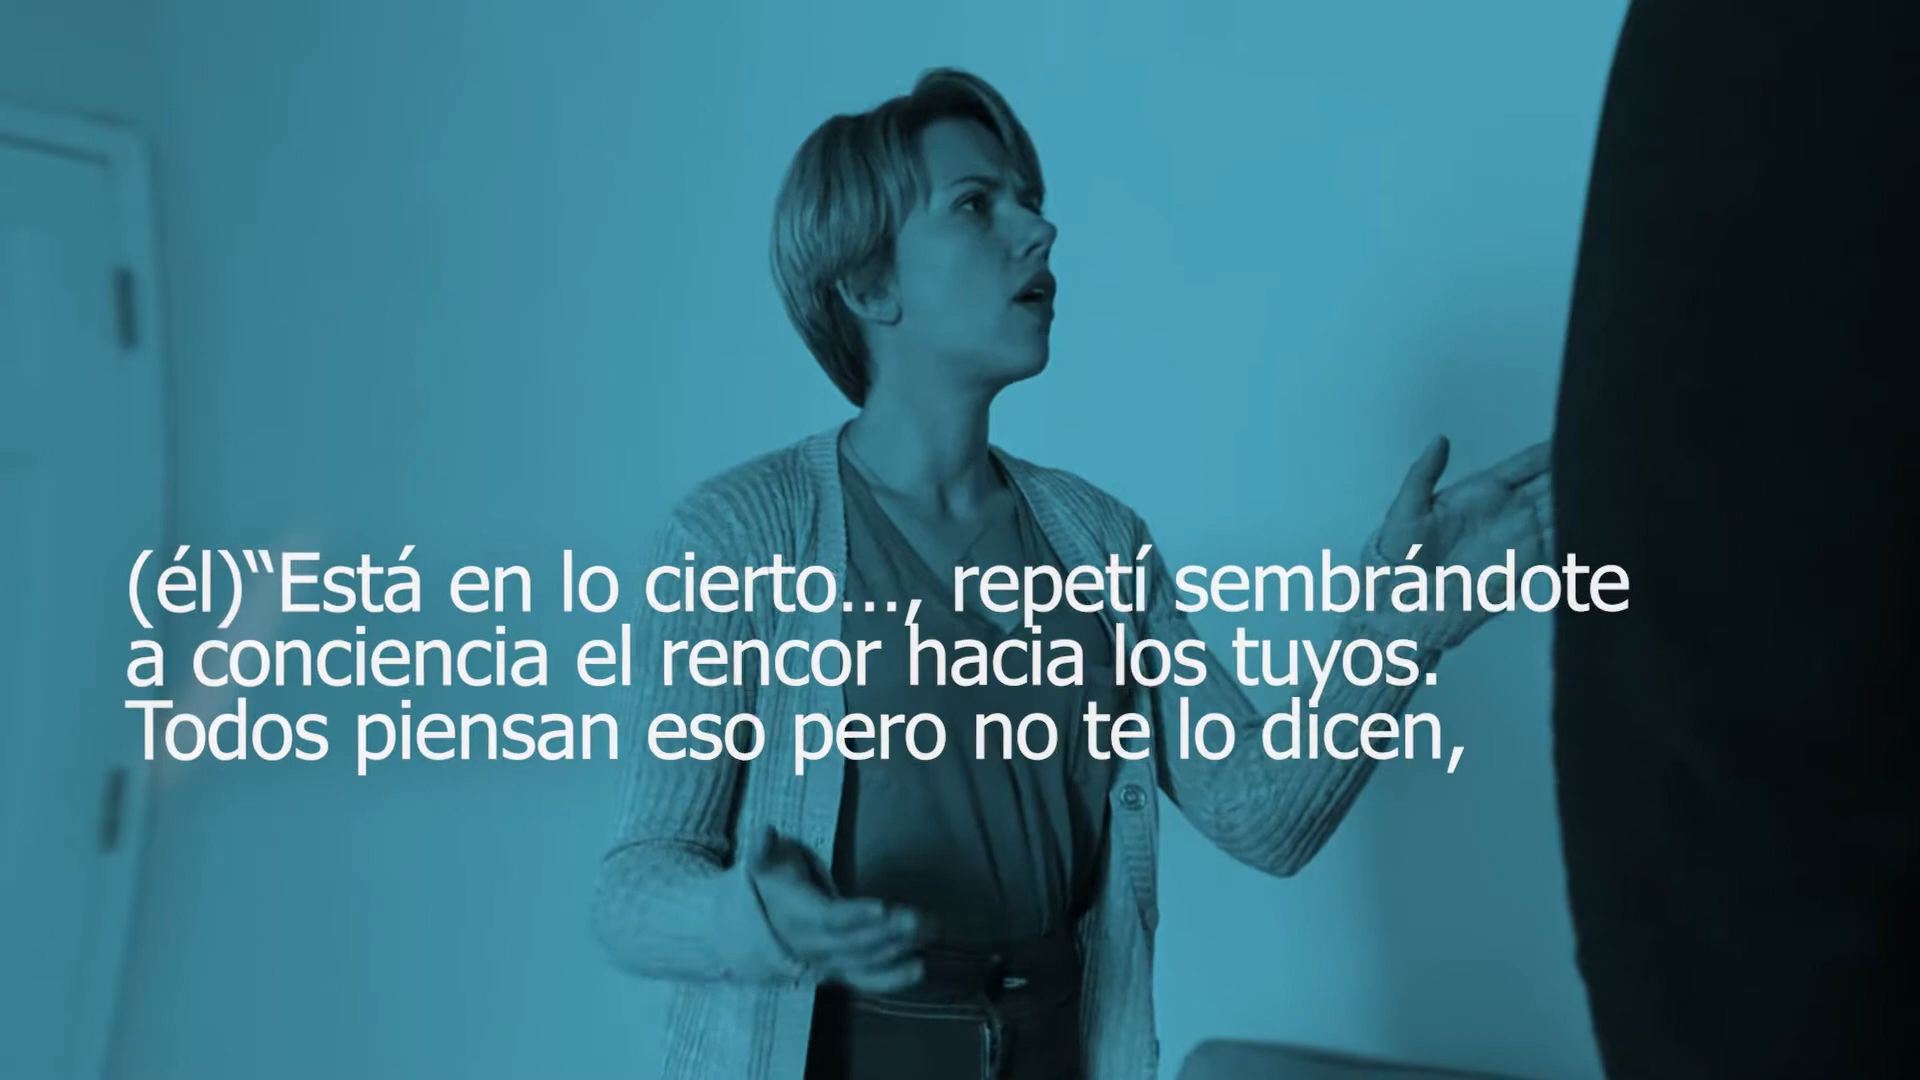 (él)“Está en lo cierto..., repetí sembrándote
a conciencia el rencor hacia los tuyos.
Todos piensan eso pero no te lo dicen,